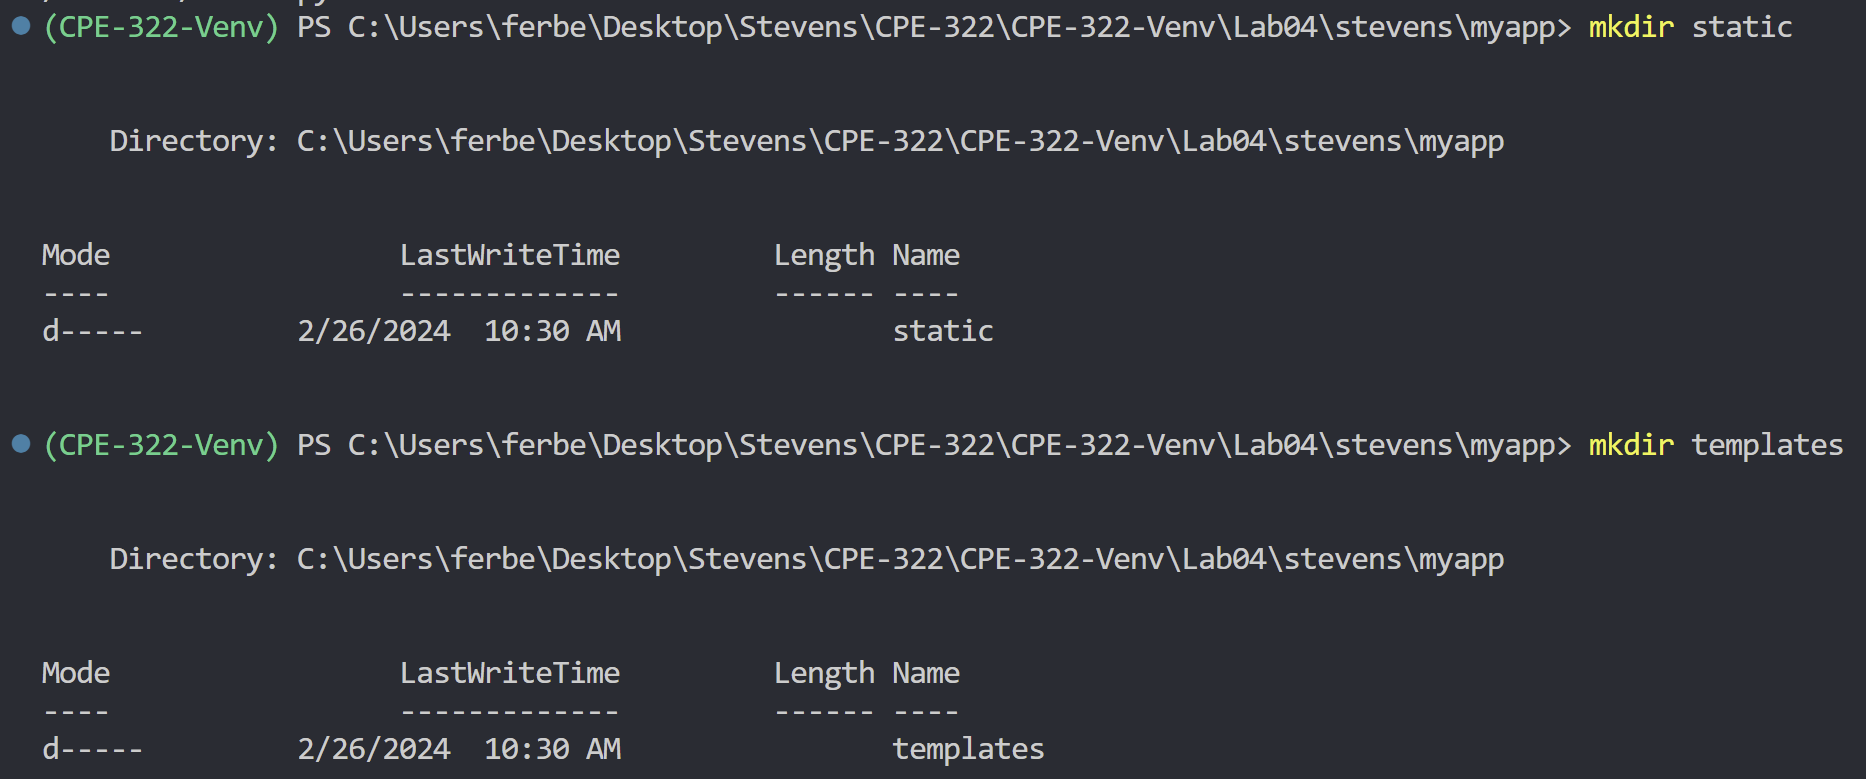 (CPE-322-Venv) PS C:\Users\ferbe\Desktop\Stevens\CPE-322\CPE-322-Venv\Lab04\stevens\myapp> mkdir static
Directory: C:\Users\ferbe\Desktop\Stevens\CPE-322\CPE-322-Venv\Lab04\stevens\myapp
Mode LastWriteTime Length Name
---- ------------- ------ ----
d----- 2/26/2024 10:30 AM static
(CPE-322-Venv) PS C:\Users\ferbe\Desktop\Stevens\CPE-322\CPE-322-Venv\Lab04\stevens\myapp> mkdir templates
Directory: C:\Users\ferbe\Desktop\Stevens\CPE-322\CPE-322-Venv\Lab04\stevens\myapp
Mode LastWriteTime Length Name
---- ------------- ------ ----
d----- 2/26/2024 10:30 AM templates